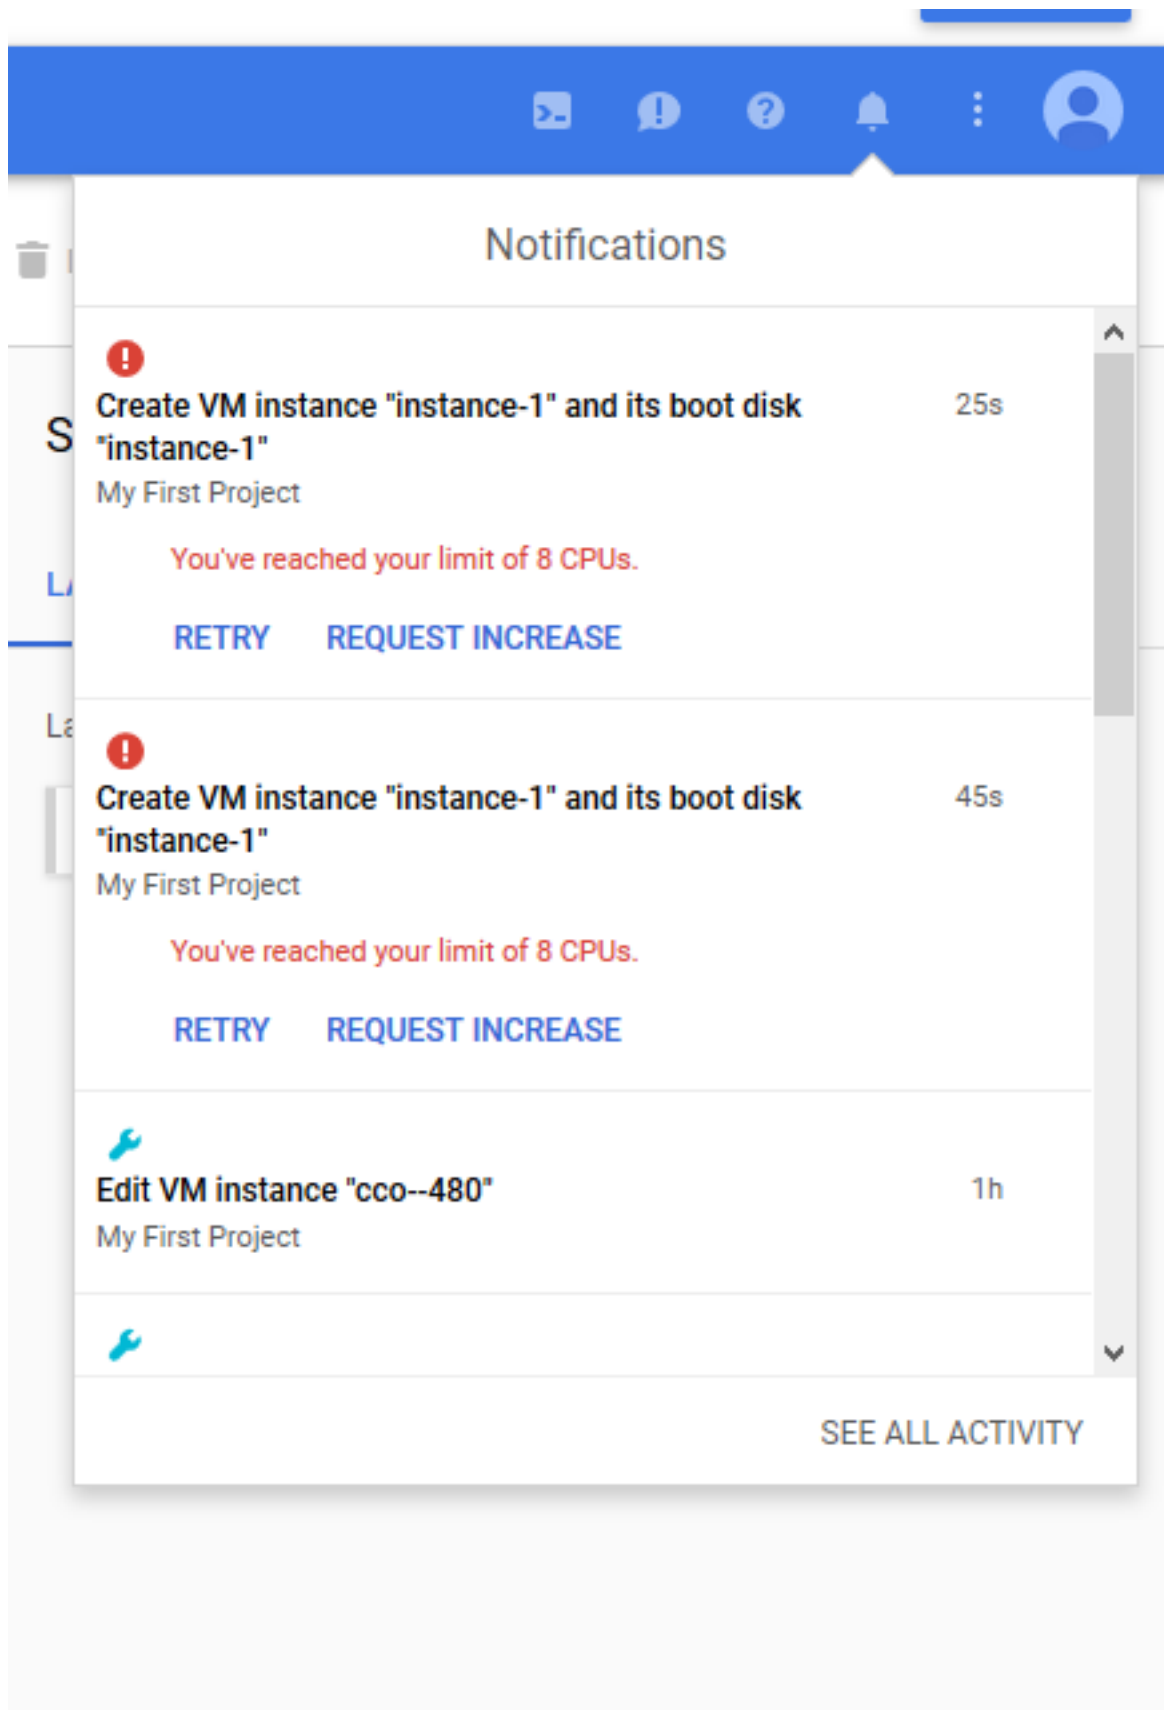 Notifications
Create VM instance "instance-1" and its boot disk
"instance-1"
25s
My First Project
You've reached your limit of 8 CPUs.
RETRY REQUEST INCREASE
Create VM instance "instance-1" and its boot disk
"instance-1"
45s
My First Project
You've reached your limit of 8 CPUs.
RETRY REQUEST INCREASE
Edit VM instance "cco--480"
1h
My First Project
SEE ALL ACTIVITY